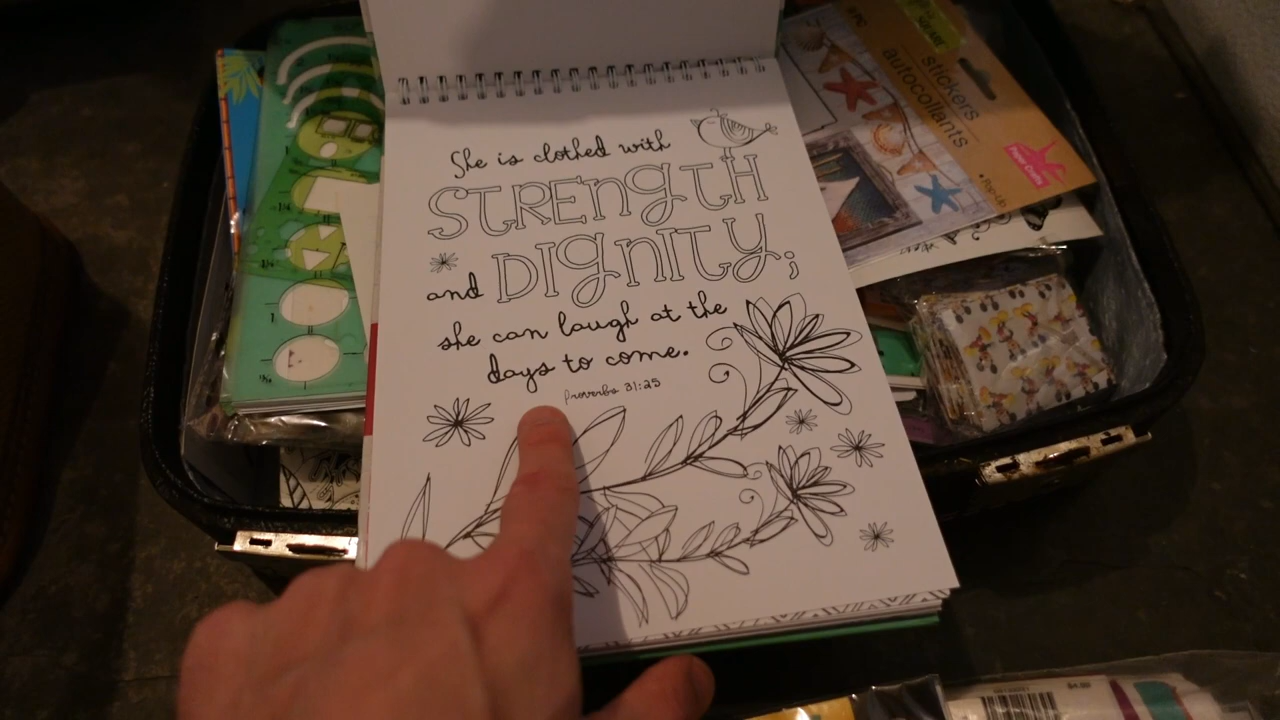 She is clothed with
STRENGTH
and DIGNITY;
she can laugh at the
days to come.
Proverbs 31:25
stickers
autocollants